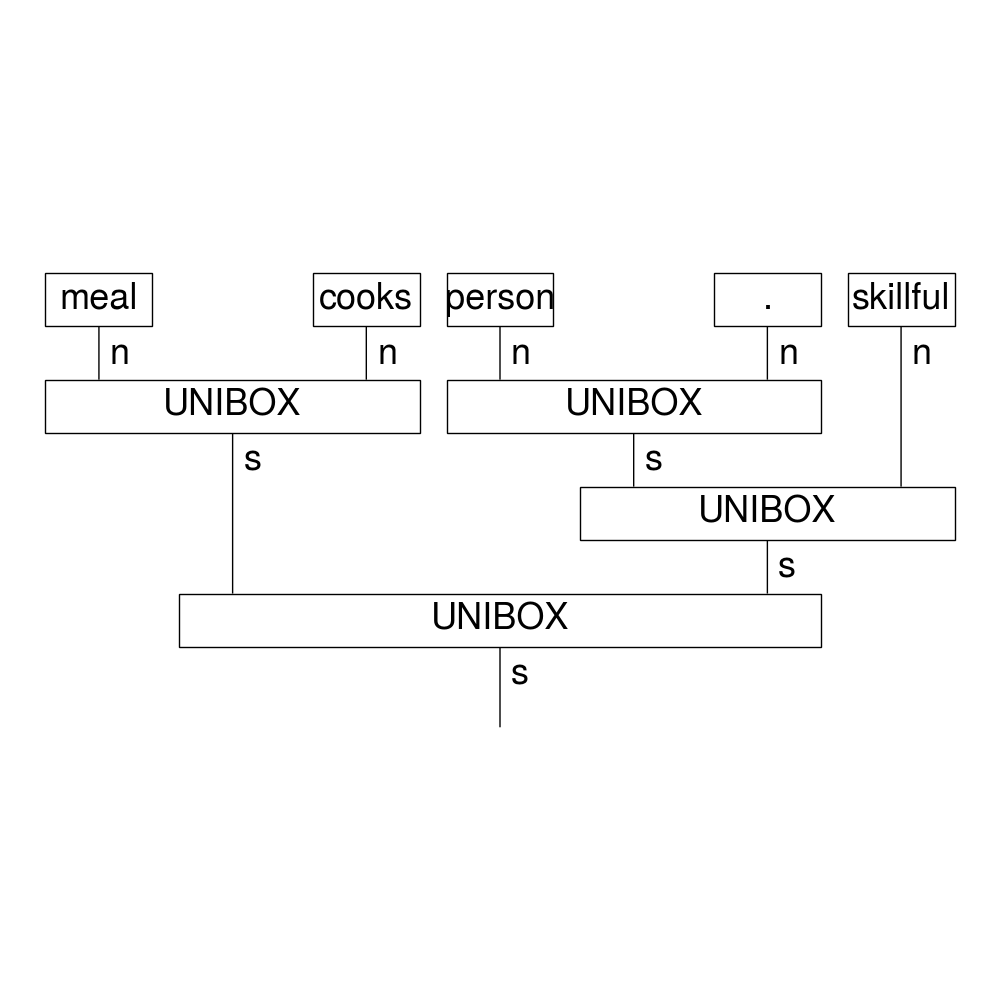 meal cooks person . skillful
n n n n n
UNIBOX UNIBOX
s s
UNIBOX
s
UNIBOX
s